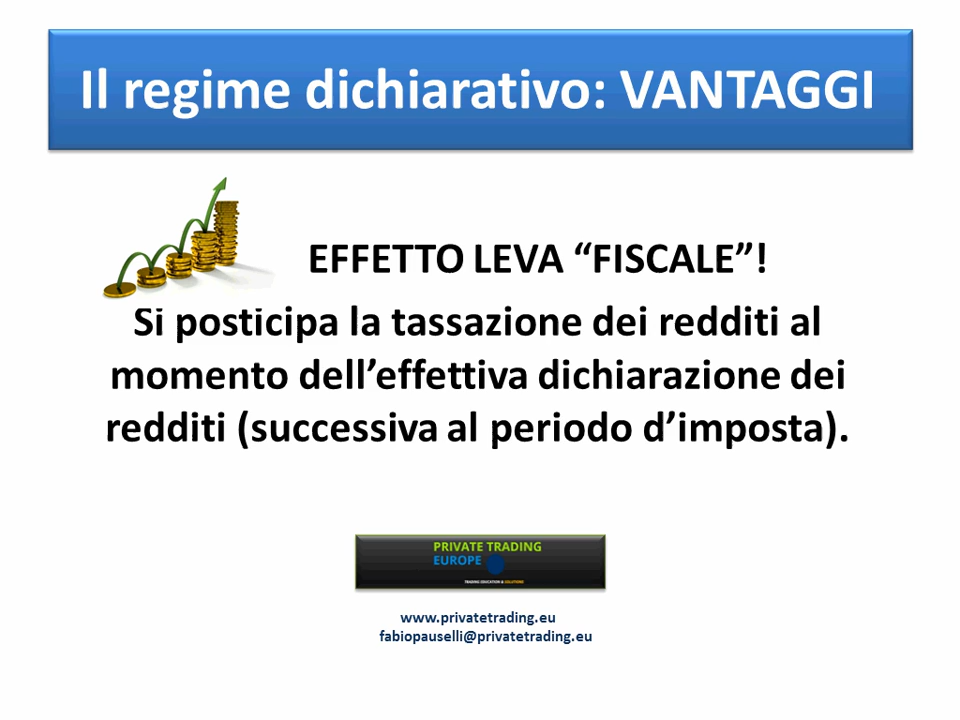 Il regime dichiarativo: VANTAGGI
EFFETTO LEVA “FISCALE”!
Si posticipa la tassazione dei redditi al
momento dell’effettiva dichiarazione dei
redditi (successiva al periodo d’imposta).
PRIVATE TRADING
EUROPE
TRADING EDUCATION & SOLUTIONS
www.privatetrading.eu
fabiopauselli@privatetrading.eu